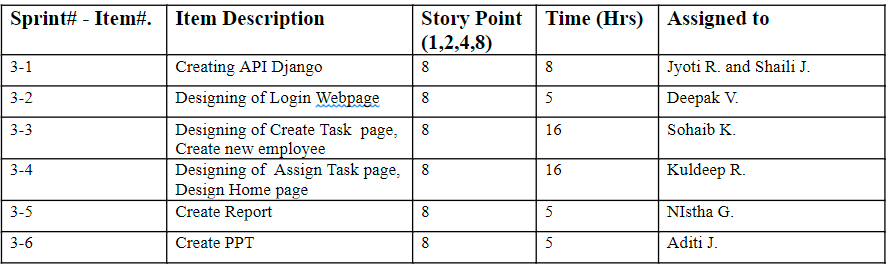 Sprint# - Item#. Item Description Story Point Time (Hrs) Assigned to
(1,2,4,8)
3-1 Creating API Django 8 8 Jyoti R. and Shaili J.
3-2 Designing of Login Webpage 8 5 Deepak V.
3-3 Designing of Create Task page, 8 16 Sohaib K.
Create new employee
3-4 Designing of Assign Task page, 8 16 Kuldeep R.
Design Home page
3-5 Create Report 8 5 NIstha G.
3-6 Create PPT 8 5 Aditi J.